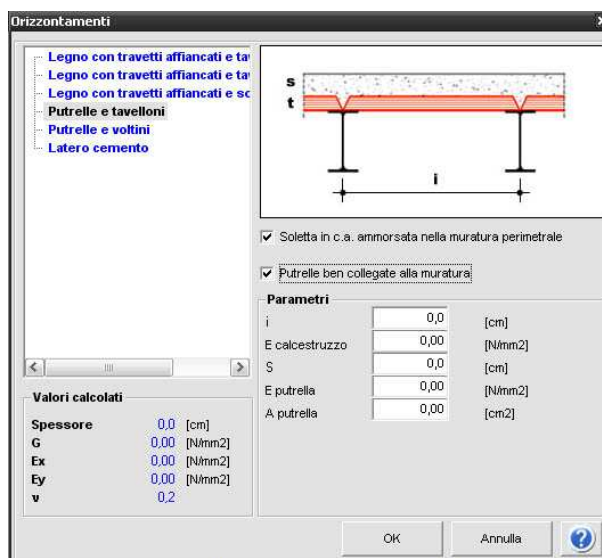 Orizzontamenti
Legno con travetti affiancati e ta
Legno con travetti affiancati e ta
Legno con travetti affiancati e sc
Putrelle e tavelloni
Putrelle e voltini
Latero cemento
s
t
i
Soletta in c.a. ammorsata nella muratura perimetrale
Putrelle ben collegate alla muratura
Parametri
i 0,0 [cm]
E calcestruzzo 0,00 [N/mm2]
S 0,0 [cm]
E putrella 0,00 [N/mm2]
A putrella 0,00 [cm2]
Valori calcolati
Spessore 0,0 [cm]
G 0,00 [N/mm2]
Ex 0,00 [N/mm2]
Ey 0,00 [N/mm2]
ν 0,2
OK Annulla ?